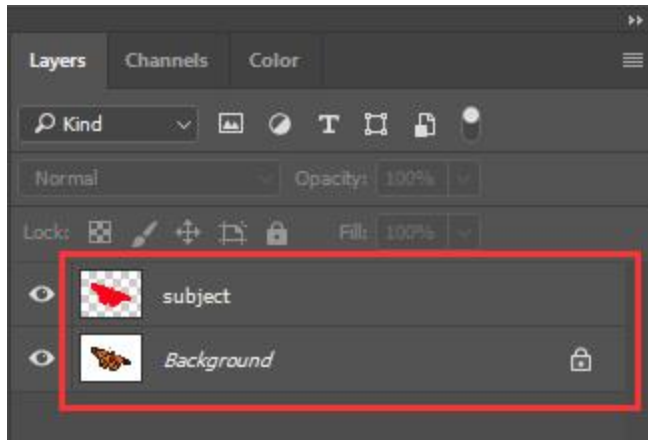 Layers Channels Color
Kind T
Normal Opacity: 100%
Lock: Fill: 100%
subject
Background